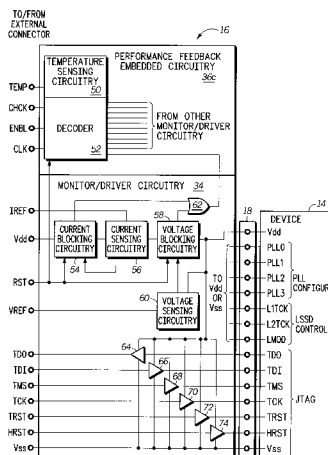 TO/FROM
EXTERNAL
CONNECTOR
16
TEMPERATURE
SENSING
CIRCUITRY
50
PERFORMANCE FEEDBACK
EMBEDDED CIRCUITRY
36c
TEMP
CHCK
ENBL
CLK
DECODER
52
FROM OTHER
MONITOR/DRIVER
CIRCUITRY
MONITOR/DRIVER CIRCUITRY 34
62
58
18
14
DEVICE
IREF
Vdd
CURRENT
BLOCKING
CIRCUITRY
CURRENT
SENSING
CIRCUITRY
VOLTAGE
BLOCKING
CIRCUITRY
54
56
RST
VREF
60
VOLTAGE
SENSING
CIRCUITRY
TO
Vdd
OR
Vss
Vdd
PLL0
PLL1
PLL2
PLL3
PLL
CONFIGUR
L1TCK
L2TCK
LMOD
LSSD
CONTROL
TDO
TDI
TMS
TCK
TRST
HRST
Vss
64
66
68
70
72
74
TDO
TDI
TMS
TCK
TRST
HRST
Vss
JTAG